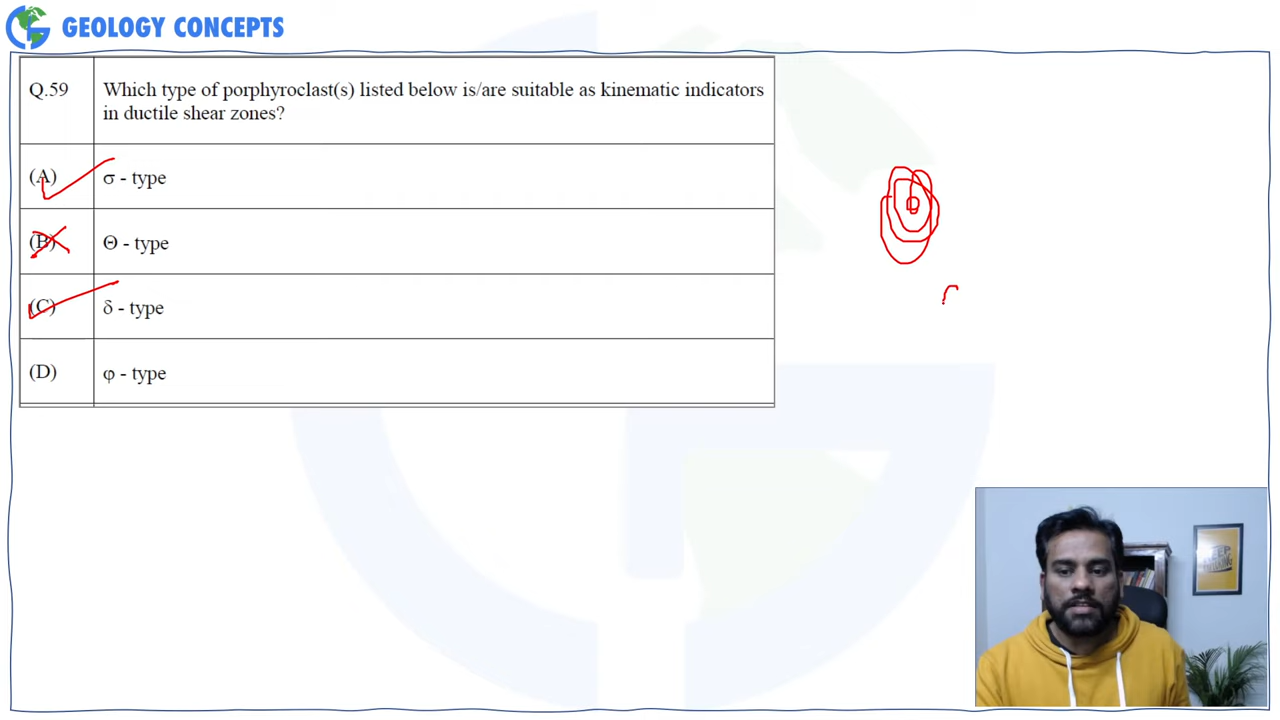 GEOLOGY CONCEPTS
Q.59 Which type of porphyroclast(s) listed below is/are suitable as kinematic indicators
in ductile shear zones?
(A) σ - type
(B) Θ - type
(C) δ - type
(D) φ - type